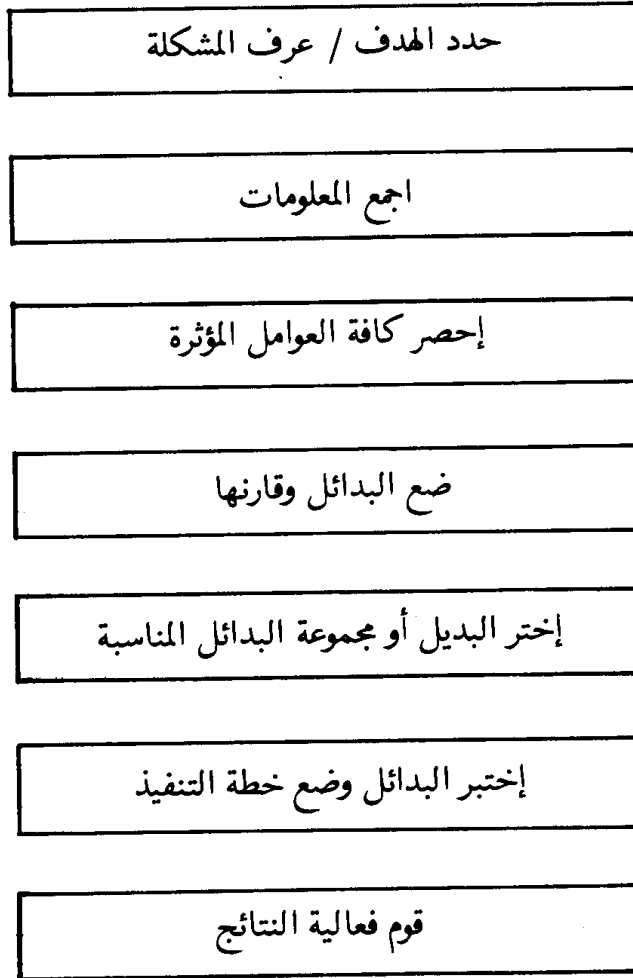 حدد الهدف / عرف المشكلة
اجمع المعلومات
إحصر كافة العوامل المؤثرة
ضع البدائل وقارنها
إختر البديل أو مجموعة البدائل المناسبة
إختبر البدائل وضع خطة التنفيذ
قوم فعالية النتائج